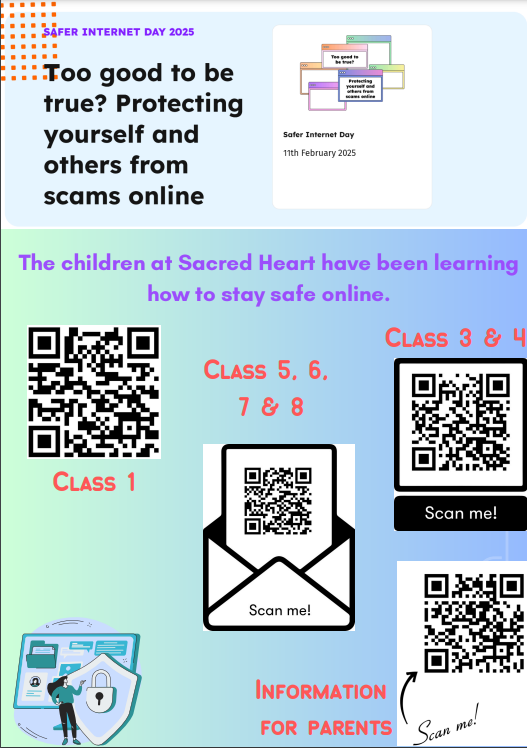 SAFER INTERNET DAY 2025
Too good to be
true? Protecting
yourself and
others from
scams online
Too good to
be true?
Protecting
yourself and
others from
scams online
Safer Internet Day
11th February 2025
The children at Sacred Heart have been learning
how to stay safe online.
Class 1
Class 5, 6,
7 & 8
Scan me!
Class 3 & 4
Scan me!
Information
for parents
Scan me!